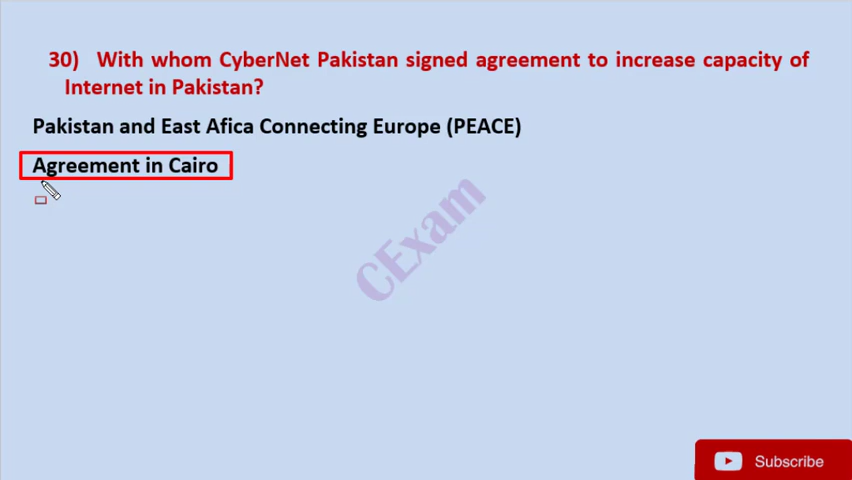 30) With whom CyberNet Pakistan signed agreement to increase capacity of
Internet in Pakistan?
Pakistan and East Afica Connecting Europe (PEACE)
Agreement in Cairo
CExam
Subscribe